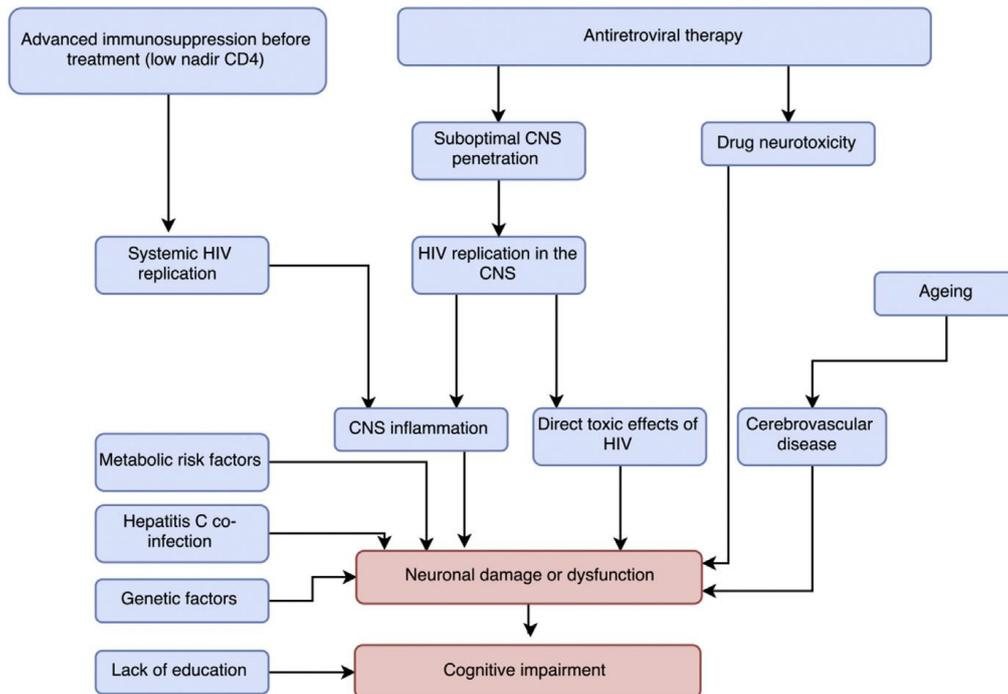 Advanced immunosuppression before
treatment (low nadir CD4)
Antiretroviral therapy
Suboptimal CNS
penetration
Drug neurotoxicity
Systemic HIV
replication
HIV replication in the
CNS
Ageing
CNS inflammation
Direct toxic effects of
HIV
Cerebrovascular
disease
Metabolic risk factors
Hepatitis C co-
infection
Neuronal damage or dysfunction
Genetic factors
Lack of education
Cognitive impairment